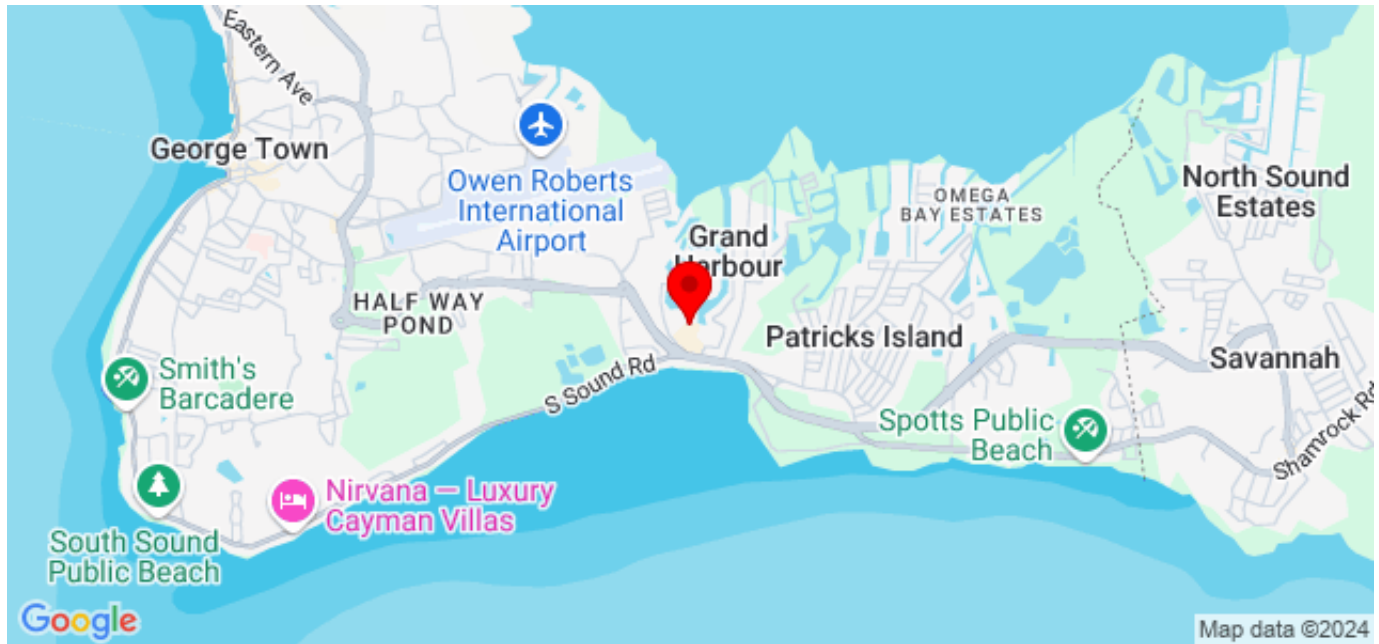 Eastern Ave
George Town
Owen Roberts
International
Airport
OMEGA
BAY ESTATES
North Sound
Estates
Grand
Harbour
HALF WAY
POND
Patricks Island
Savannah
Smith's
Barcadere
S Sound Rd
Spotts Public
Beach
Shamrock Rd
Nirvana — Luxury
Cayman Villas
South Sound
Public Beach
Google
Map data ©2024